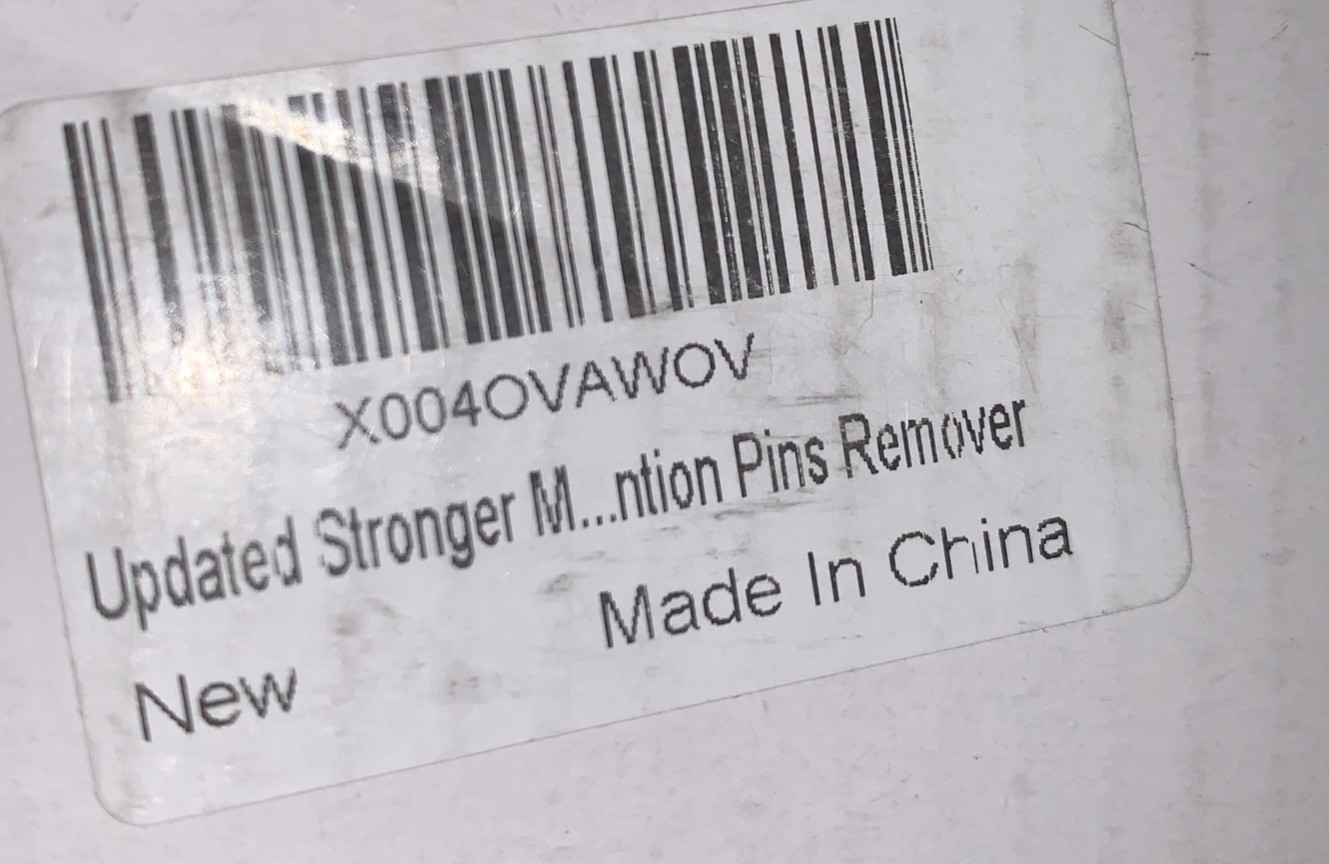 X004OVAWOV
Updated Stronger M...ntion Pins Remover
New
Made In China